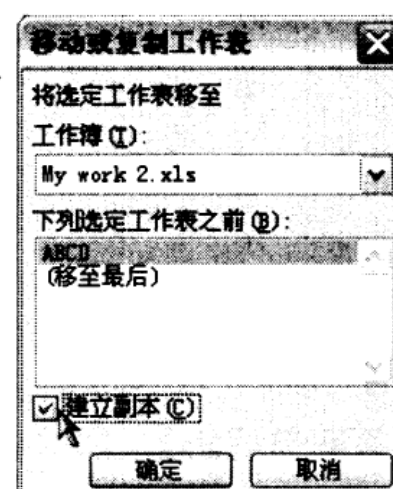 移动或复制工作表
将选定工作表移至
工作簿(T):
My work 2.xls
下列选定工作表之前(B):
ABCD
(移至最后)
建立副本(C)
确定
取消